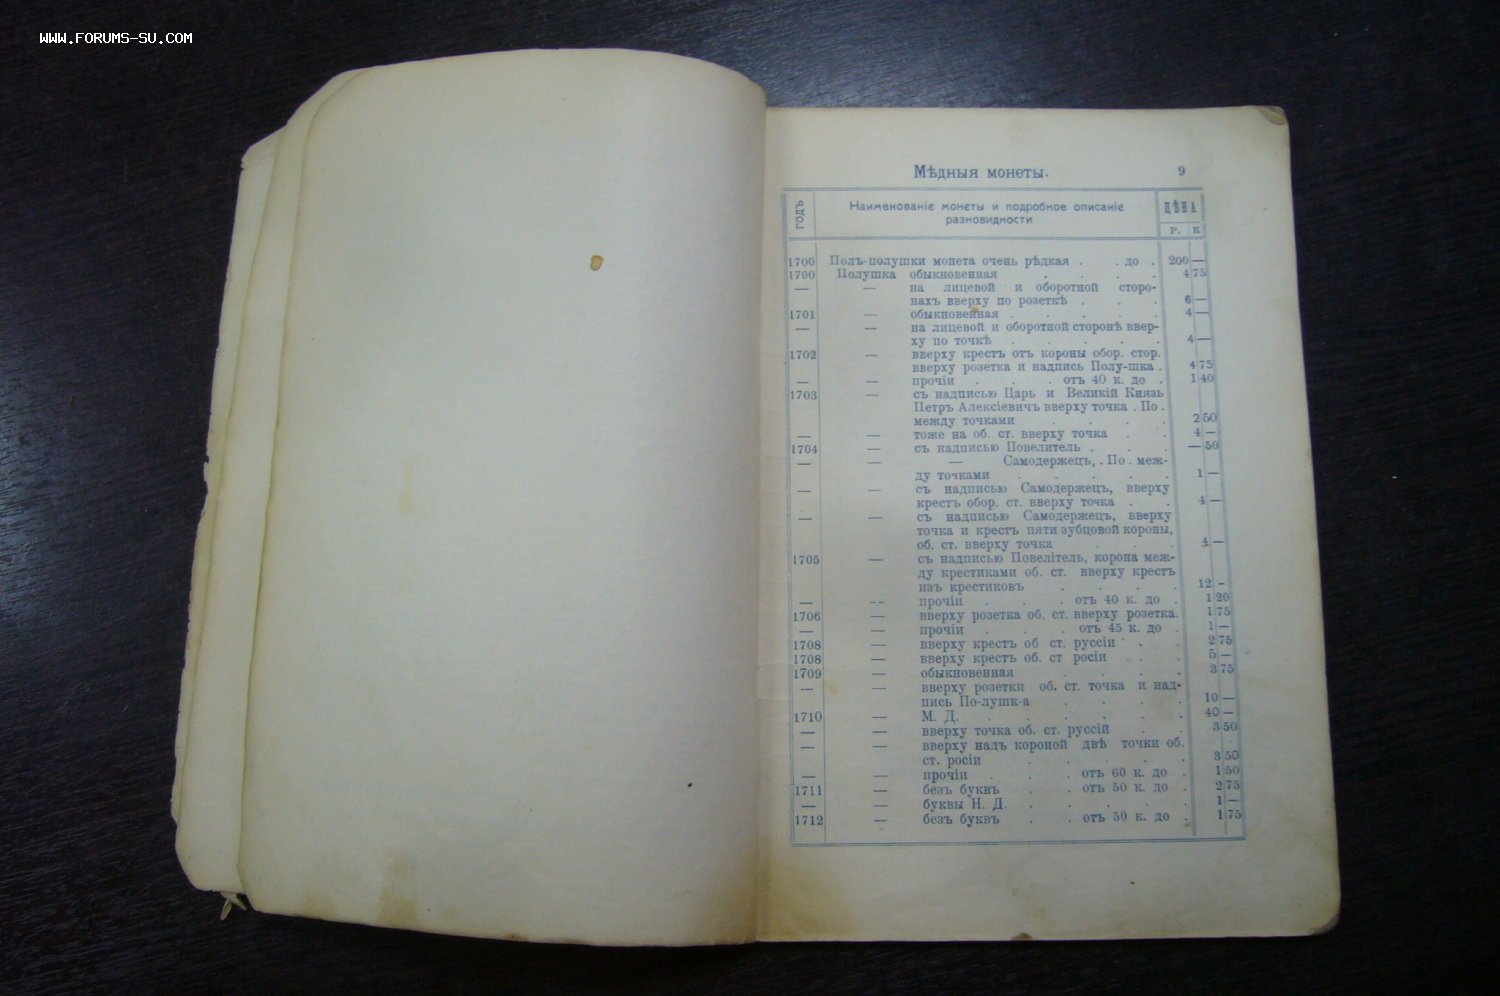 WWW.FORUMS-SU.COM
Мѣдныя монеты. 9
ГОДЪ Наименованіе монеты и подробное описаніе разновидности ЦѢНА
Р. К
1700 Полъ-полушки монета очень рѣдкая . . до . 200 —
1700 Полушка обыкновенная . . . . 4 75
— — на лицевой и оборотной сторо-
нахъ вверху по розеткѣ . . . 6 —
1701 — обыкновенная . . . . . 4 —
— — на лицевой и оборотной сторонѣ ввер-
ху по точкѣ . . . . . 4 —
1702 — вверху крестъ отъ короны обор. стор.
вверху розетка и надпись Полу-шка . 4 75
— — прочіи . . . отъ 40 к. до . 1 40
1703 — съ надписью Царь и Великій Князь
Петръ Алексіевичъ вверху точка . По .
между точками . . . . 2 50
— — тоже на об. ст. вверху точка . . 4 —
1704 — съ надписью Повелитель . . . — 50
— — — Самодержецъ, . По . меж-
ду точками . . . . . 1 —
— — съ надписью Самодержецъ, вверху
крестъ обор. ст. вверху точка . . 4 —
— — съ надписью Самодержецъ, вверху
точка и крестъ пяти зубцовой короны,
об. ст. вверху точка . . . 4 —
1705 — съ надписью Повелітель, корона меж-
ду крестиками об. ст. вверху крестъ
изъ крестиковъ . . . . 12 -
— -- прочіи . . . отъ 40 к. до . 1 20
1706 — вверху розетка об. ст. вверху розетка. 1 75
— — прочіи . . . отъ 45 к. до . 1 —
1708 — вверху крестъ об ст. руссіи . . 2 75
1708 — вверху крестъ об. ст росіи . . 5 —
1709 — обыкновенная . . . . 3 75
— — вверху розетки об. ст. точка и над-
пись По-лушк-а . . . . 10 —
1710 — М. Д. . . . . . . 40 —
— — вверху точка об. ст. руссій . . 3 50
— — вверху надъ короной двѣ точки об.
ст. росіи . . . . . 3 50
— — прочіи . . . отъ 60 к. до . 1 50
1711 — безъ буквъ . . отъ 50 к. до . 2 75
— — буквы Н. Д. . . . . . 1 —
1712 — безъ буквъ . . отъ 50 к. до . 1 75